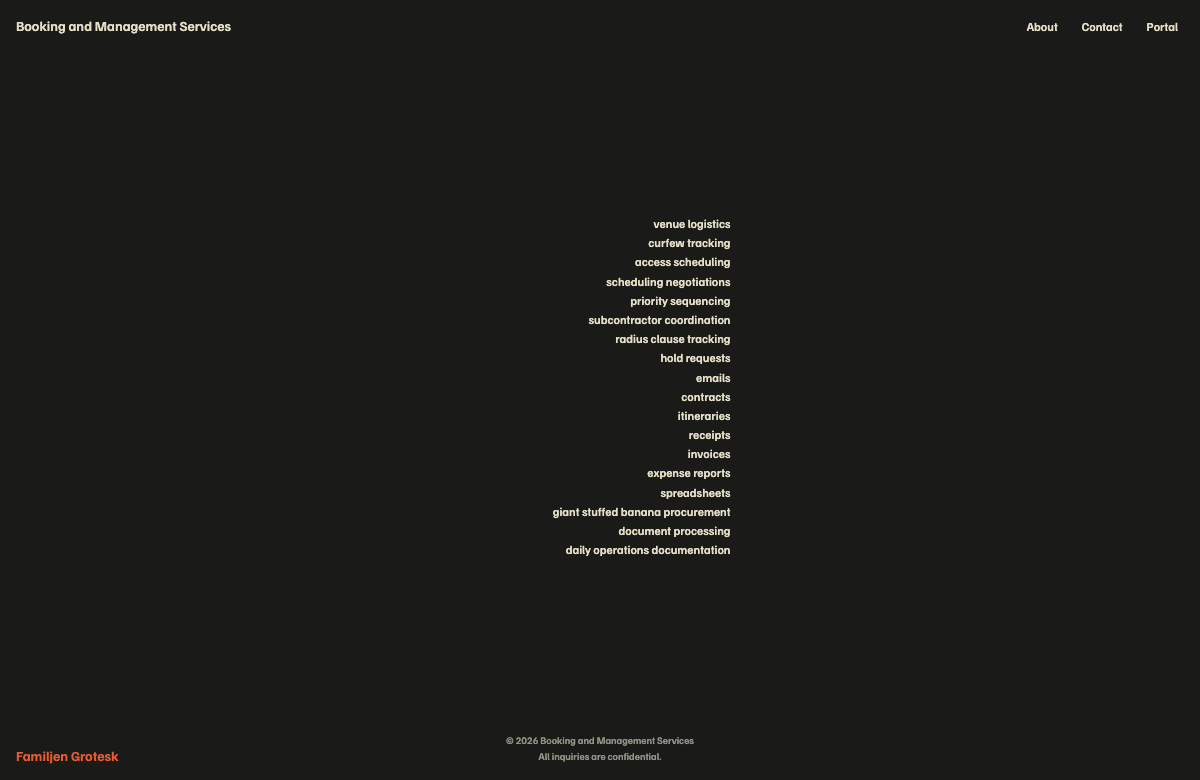 Booking and Management Services
About Contact Portal
venue logistics
curfew tracking
access scheduling
scheduling negotiations
priority sequencing
subcontractor coordination
radius clause tracking
hold requests
emails
contracts
itineraries
receipts
invoices
expense reports
spreadsheets
giant stuffed banana procurement
document processing
daily operations documentation
© 2026 Booking and Management Services
All inquiries are confidential.
Familjen Grotesk